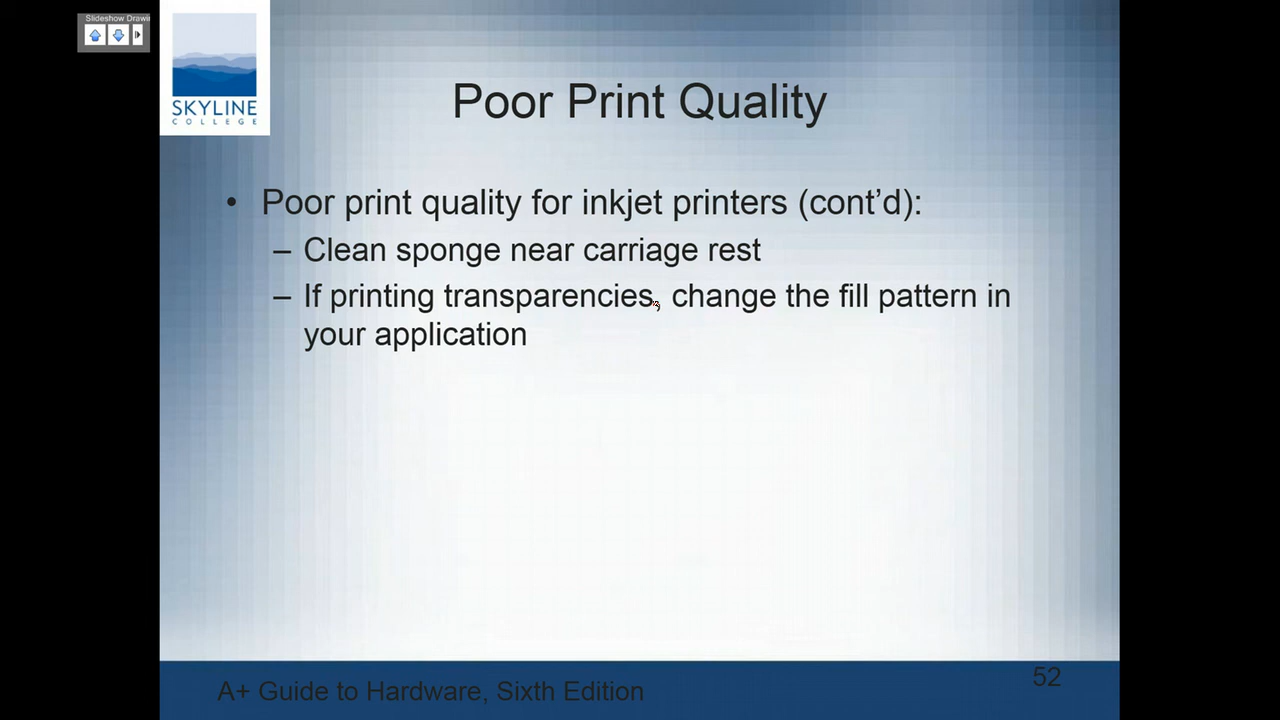 Slideshow Drawi
SKYLINE
COLLEGE
Poor Print Quality
• Poor print quality for inkjet printers (cont’d):
– Clean sponge near carriage rest
– If printing transparencies, change the fill pattern in
your application
52
A+ Guide to Hardware, Sixth Edition